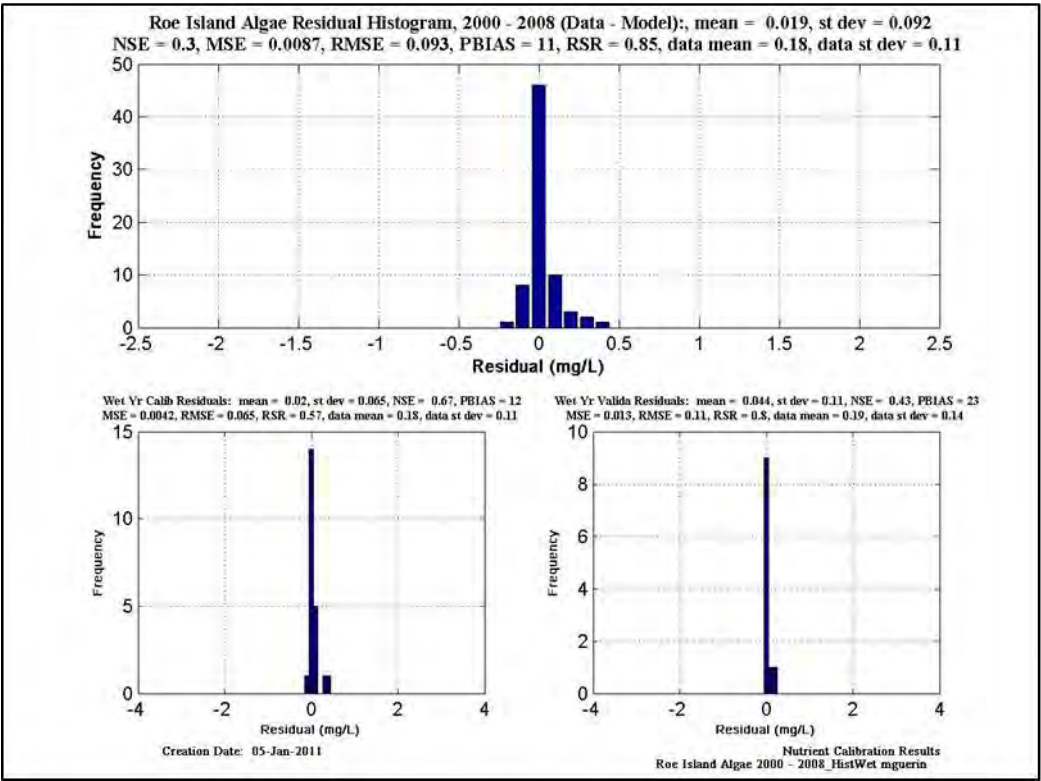 Roe Island Algae Residual Histogram, 2000 - 2008 (Data - Model):, mean = 0.019, st dev = 0.092
NSE = 0.3, MSE = 0.0087, RMSE = 0.093, PBIAS = 11, RSR = 0.85, data mean = 0.18, data st dev = 0.11
50
40
30
20
10
0
Frequency
-2.5 -2 -1.5 -1 -0.5 0 0.5 1 1.5 2 2.5
Residual (mg/L)
Wet Yr Calib Residuals: mean = 0.02, st dev = 0.065, NSE = 0.67, PBIAS = 12
MSE = 0.0042, RMSE = 0.065, RSR = 0.57, data mean = 0.18, data st dev = 0.11
15
10
5
0
Frequency
-4 -2 0 2 4
Residual (mg/L)
Creation Date: 05-Jan-2011
Wet Yr Valida Residuals: mean = 0.044, st dev = 0.11, NSE = 0.43, PBIAS = 23
MSE = 0.013, RMSE = 0.11, RSR = 0.8, data mean = 0.19, data st dev = 0.14
10
8
6
4
2
0
Frequency
-4 -2 0 2 4
Residual (mg/L)
Nutrient Calibration Results
Roe Island Algae 2000 - 2008_HistWet mguerin